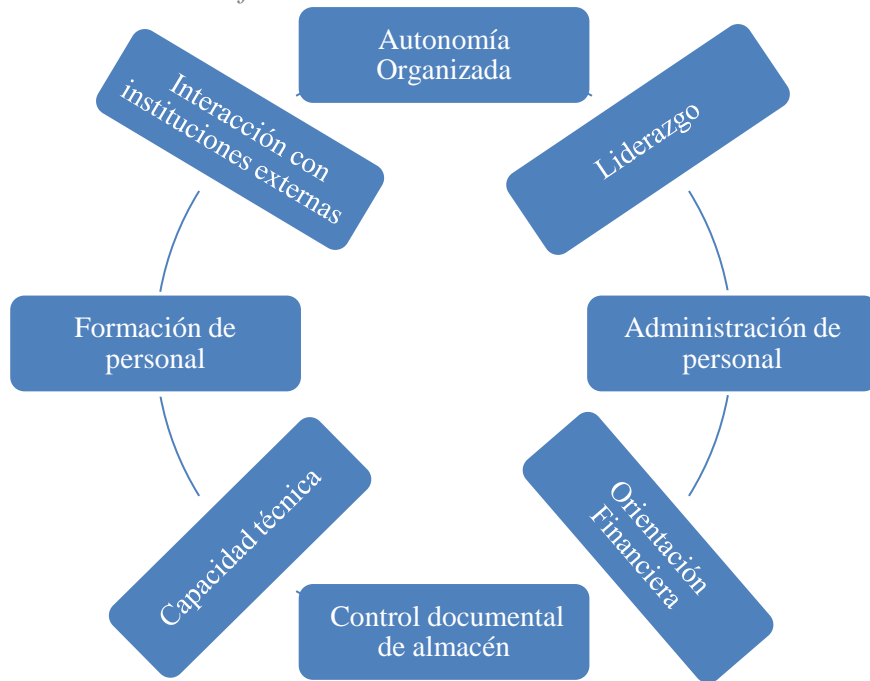 Autonomía
Organizada
Liderazgo
Administración de
personal
Orientación
Financiera
Control documental
de almacén
Capacidad técnica
Formación de
personal
Interacción con
instituciones externas